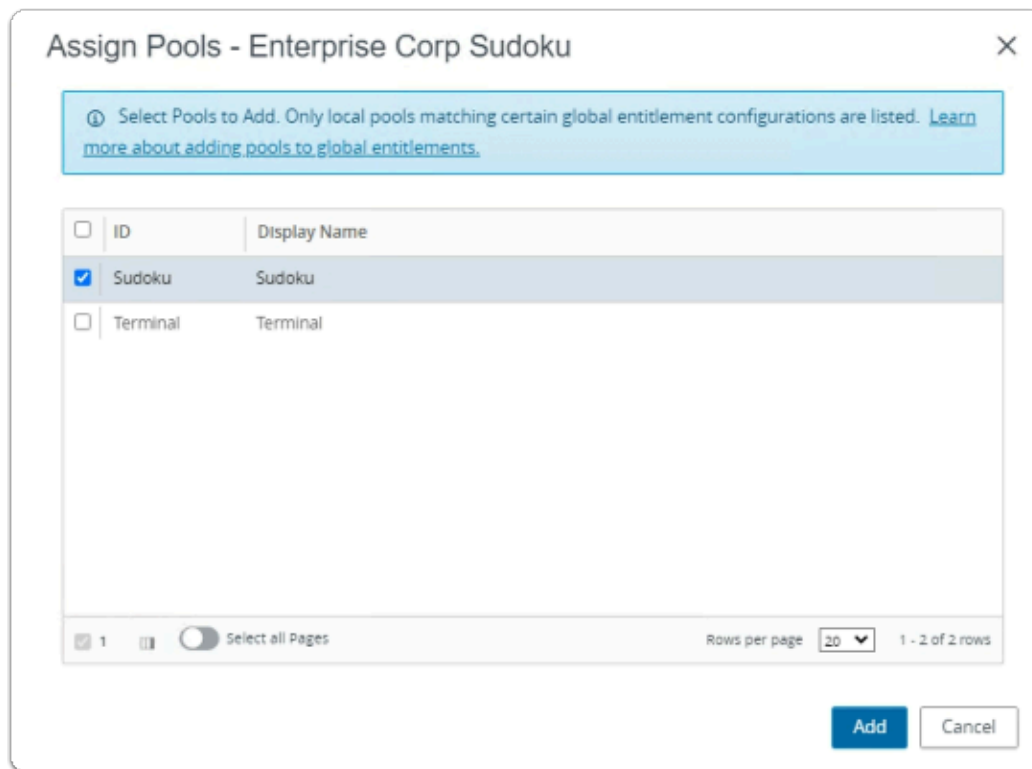 Assign Pools - Enterprise Corp Sudoku
Select Pools to Add. Only local pools matching certain global entitlement configurations are listed. Learn
more about adding pools to global entitlements.
ID Display Name
Sudoku Sudoku
Terminal Terminal
1 Select all Pages Rows per page 20 1 - 2 of 2 rows
Add Cancel